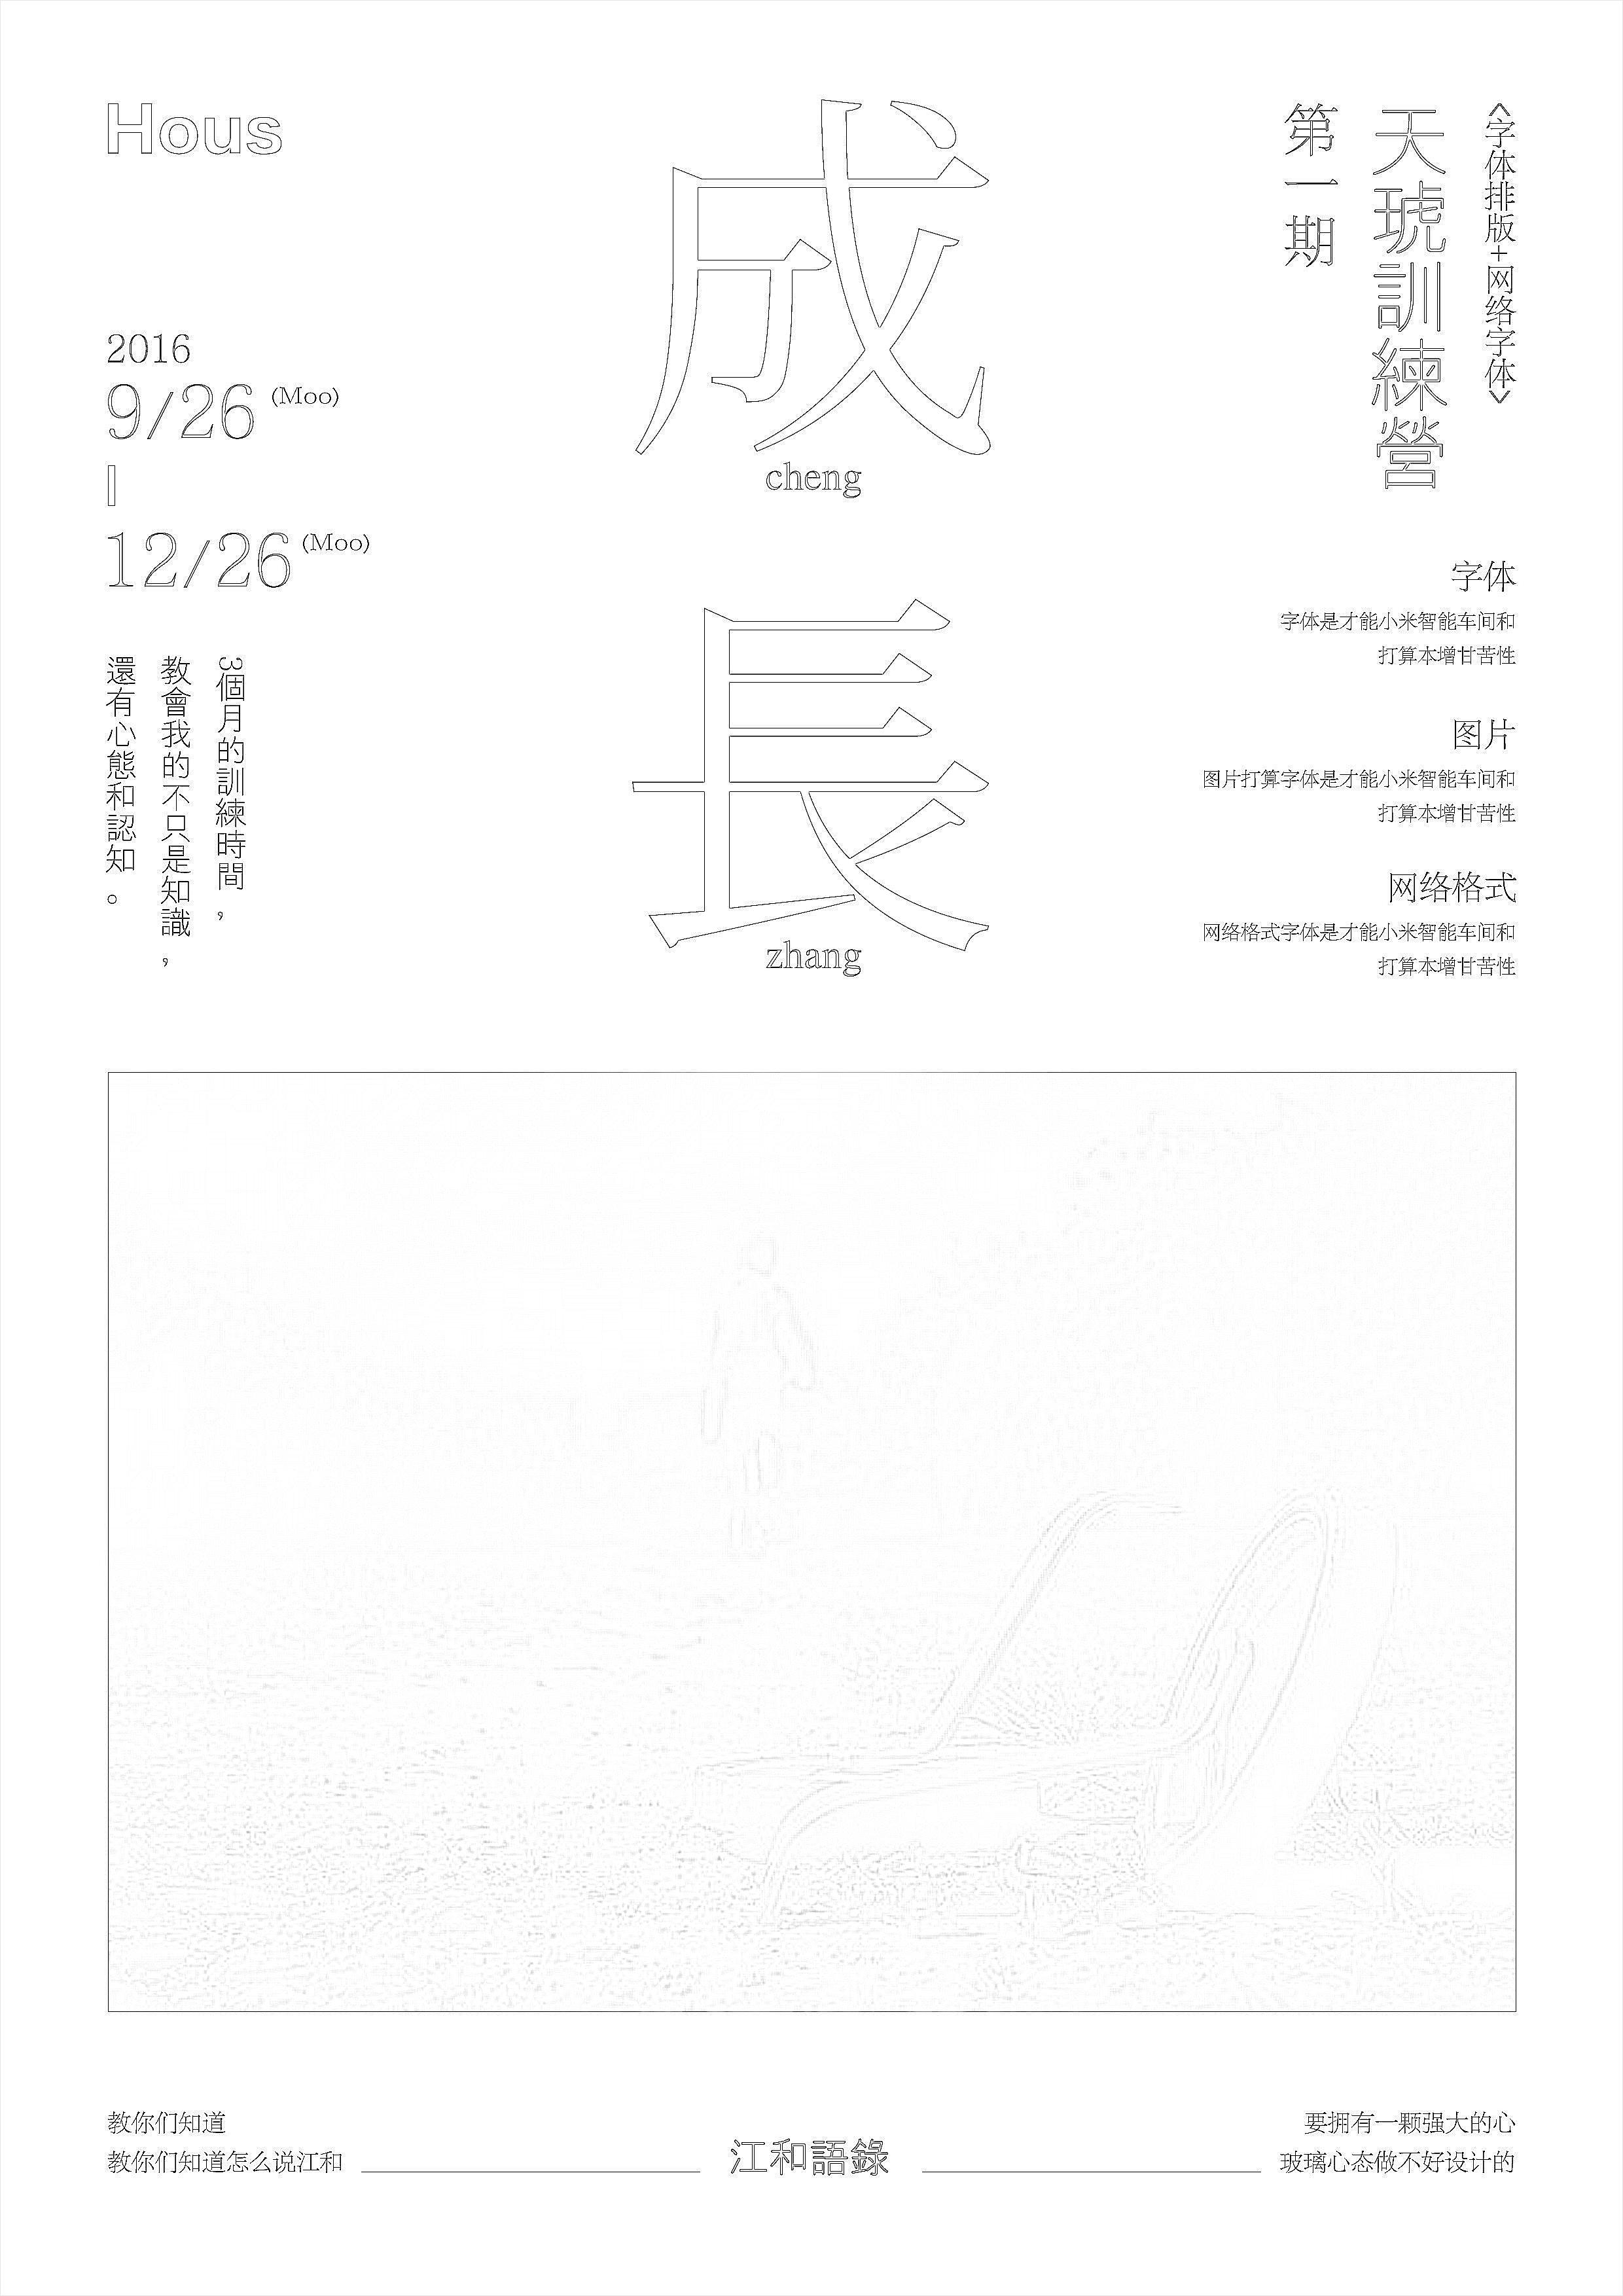 Hous
2016
9/26 (Moo)
|
12/26 (Moo)
3個月的訓練時間，
教會我的不只是知識，
還有心態和認知。
成
cheng
長
zhang
<字体排版+网络字体>
天琥訓練營
第一期
字体
字体是才能小米智能车间和
打算本增甘苦性
图片
图片打算字体是才能小米智能车间和
打算本增甘苦性
网络格式
网络格式字体是才能小米智能车间和
打算本增甘苦性
教你们知道
教你们知道怎么说江和
江和語錄
要拥有一颗强大的心
玻璃心态做不好设计的